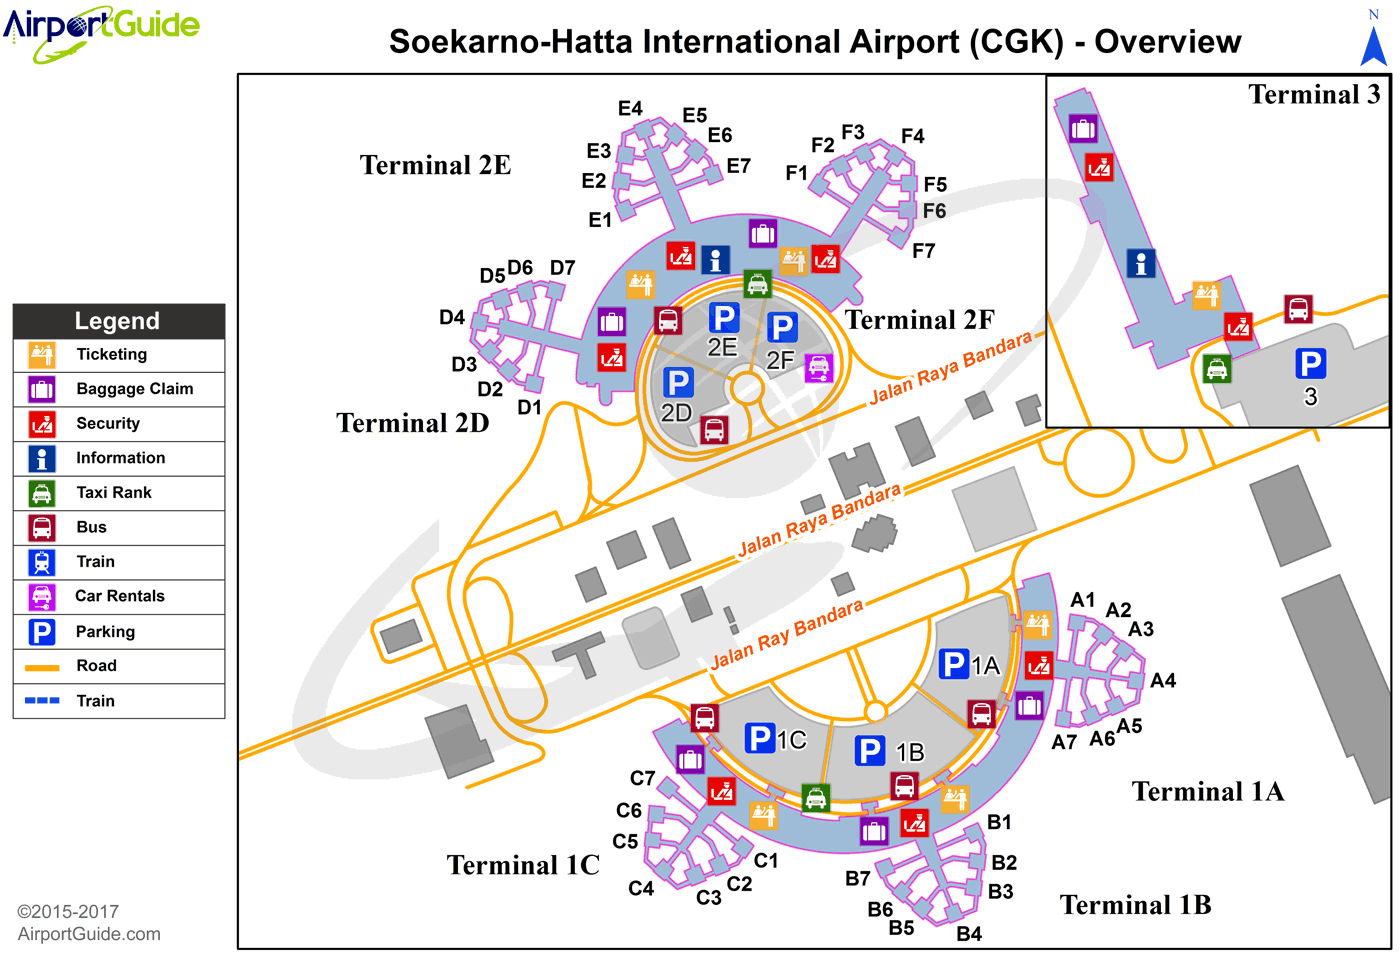 AirportGuide
Soekarno-Hatta International Airport (CGK) - Overview
N
Terminal 3
3
Terminal 2E
E1
E2
E3
E4
E5
E6
E7
F1
F2
F3
F4
F5
F6
F7
Terminal 2F
D1
D2
D3
D4
D5
D6
D7
Terminal 2D
2E
2F
2D
Jalan Raya Bandara
Jalan Raya Bandara
Jalan Ray Bandara
Legend
Ticketing
Baggage Claim
Security
Information
Taxi Rank
Bus
Train
Car Rentals
P Parking
Road
Train
P
P
P
P
P 1A
P 1B
P 1C
A1
A2
A3
A4
A5
A6
A7
Terminal 1A
B1
B2
B3
B4
B5
B6
B7
Terminal 1B
C1
C2
C3
C4
C5
C6
C7
Terminal 1C
©2015-2017
AirportGuide.com